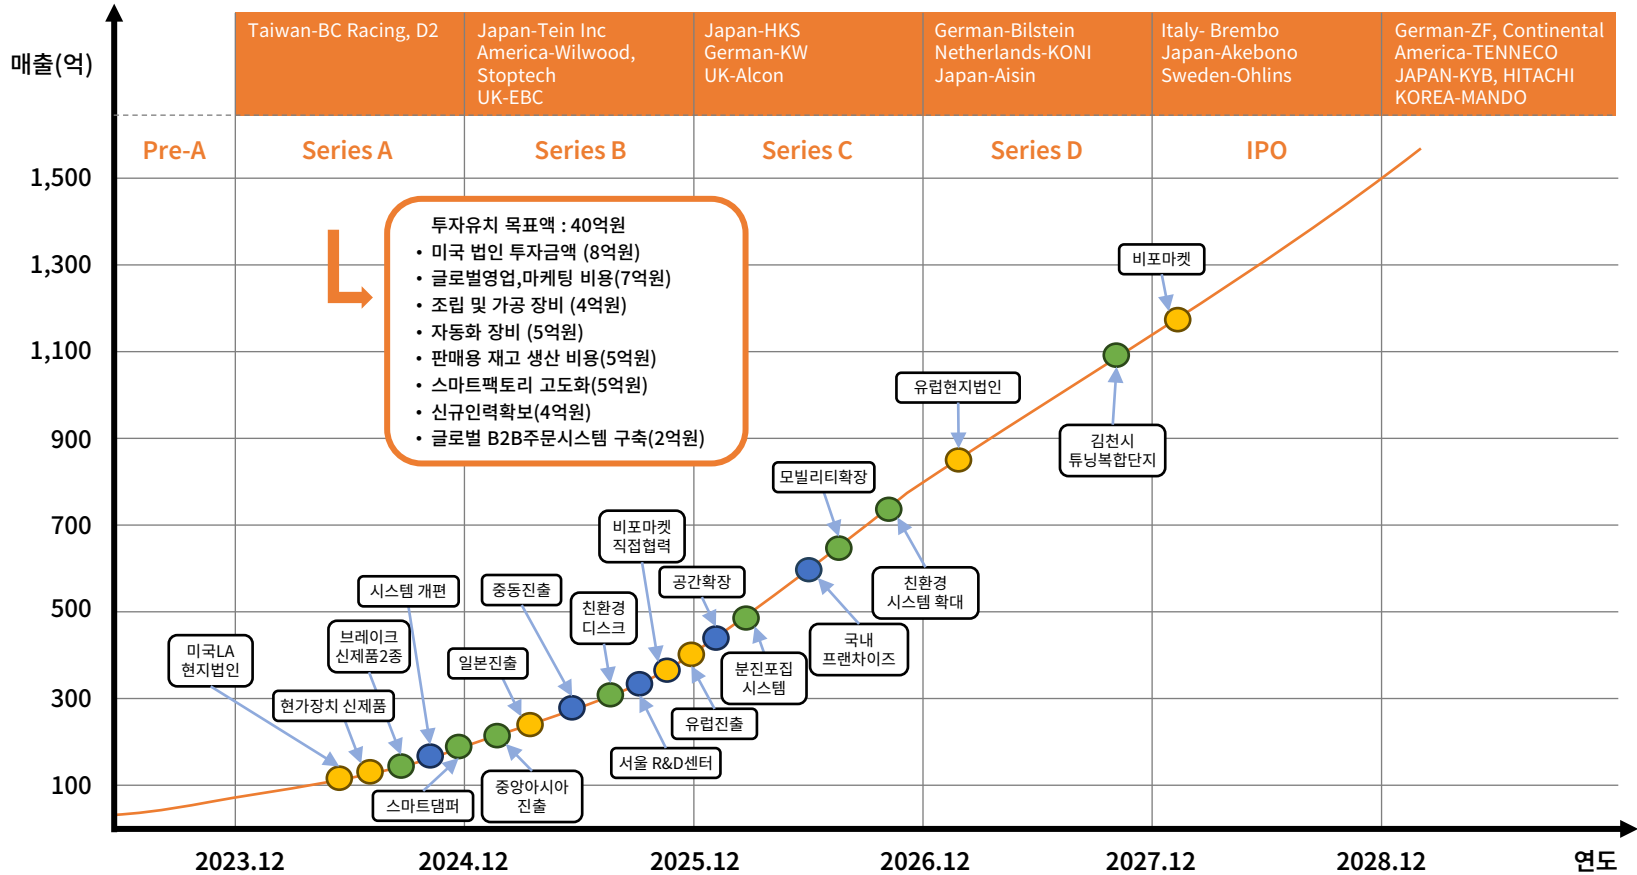 매출(억)
Taiwan-BC Racing, D2
Japan-Tein Inc
America-Wilwood,
Stoptech
UK-EBC
Japan-HKS
German-KW
UK-Alcon
German-Bilstein
Netherlands-KONI
Japan-Aisin
Italy- Brembo
Japan-Akebono
Sweden-Ohlins
German-ZF, Continental
America-TENNECO
JAPAN-KYB, HITACHI
KOREA-MANDO
Pre-A
Series A
Series B
Series C
Series D
IPO
1,500
1,300
1,100
900
700
500
300
100
투자유치 목표액 : 40억원
• 미국 법인 투자금액 (8억원)
• 글로벌영업,마케팅 비용(7억원)
• 조립 및 가공 장비 (4억원)
• 자동화 장비 (5억원)
• 판매용 재고 생산 비용(5억원)
• 스마트팩토리 고도화(5억원)
• 신규인력확보(4억원)
• 글로벌 B2B주문시스템 구축(2억원)
미국LA
현지법인
현가장치 신제품
브레이크
신제품2종
시스템 개편
스마트댐퍼
중앙아시아
진출
일본진출
중동진출
친환경
디스크
서울 R&D센터
비포마켓
직접협력
유럽진출
공간확장
분진포집
시스템
국내
프랜차이즈
모빌리티확장
친환경
시스템 확대
유럽현지법인
김천시
튜닝복합단지
비포마켓
2023.12
2024.12
2025.12
2026.12
2027.12
2028.12
연도